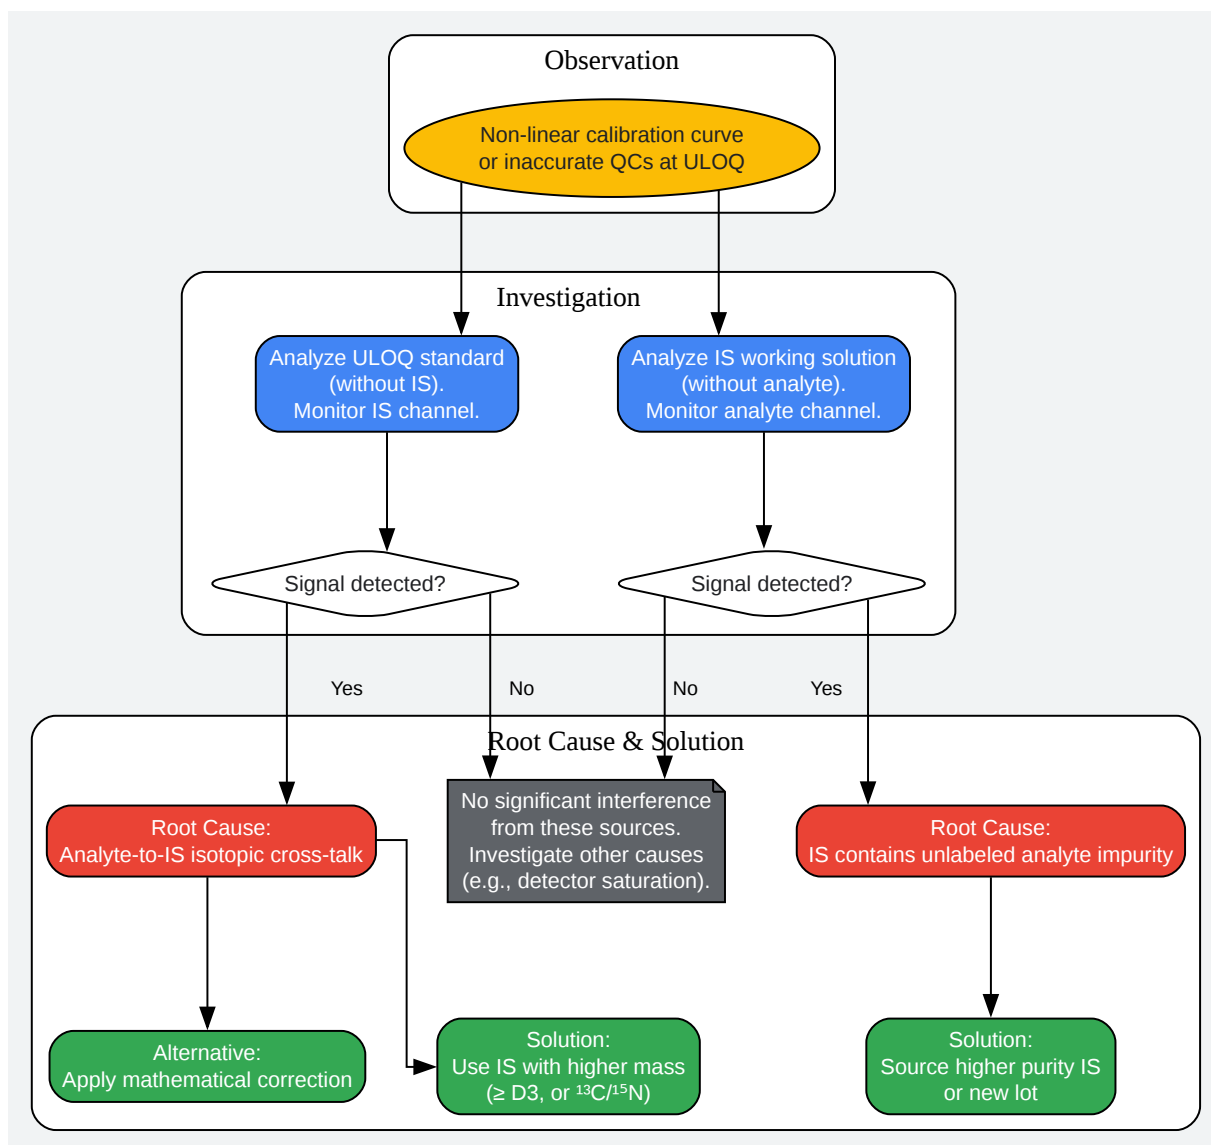 Observation
Non-linear calibration curve
or inaccurate QCs at ULOQ
Investigation
Analyze ULOQ standard
(without IS).
Monitor IS channel.
Analyze IS working solution
(without analyte).
Monitor analyte channel.
Signal detected?
Signal detected?
Yes
No
No
Yes
Root Cause & Solution
Root Cause:
Analyte-to-IS isotopic cross-talk
No significant interference
from these sources.
Investigate other causes
(e.g., detector saturation).
Root Cause:
IS contains unlabeled analyte impurity
Alternative:
Apply mathematical correction
Solution:
Use IS with higher mass
(≥ D3, or ¹³C/¹⁵N)
Solution:
Source higher purity IS
or new lot